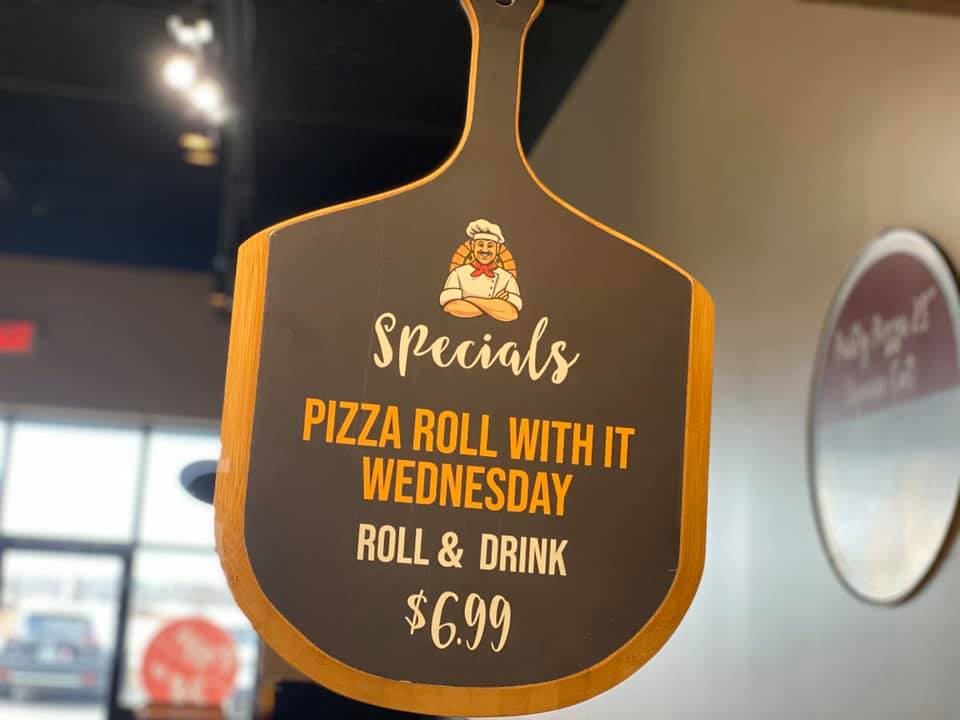 Specials
PIZZA ROLL WITH IT
WEDNESDAY
ROLL & DRINK
$6.99